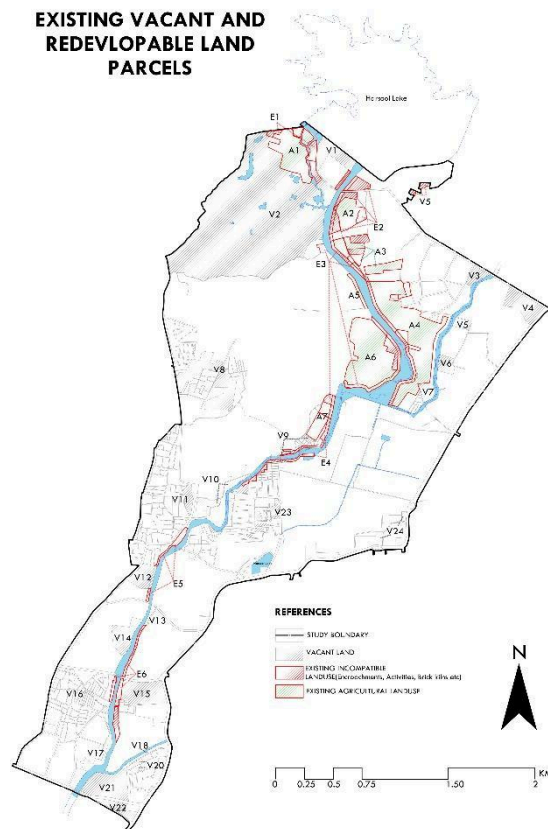 EXISTING VACANT AND
REDEVLOPABLE LAND
PARCELS
Harsool Lake
E1
A1
V1
V5
V2
A2
E2
A3
E3
A5
V3
V4
A4
V5
A6
V6
V8
V7
A7
V9
E4
V10
V11
V23
V24
V12
E5
V13
V14
E6
V16
V15
V17
V18
V20
V21
V22
REFERENCES
STUDY BOUNDARY
VACANT LAND
EXISTING INCOMPATIBLE
LANDUSE(Encroachments, Activities, brick kilns etc)
EXISTING AGRICULTURAL LANDUSE
N
KM
0 0.25 0.5 0.75 1.50 2